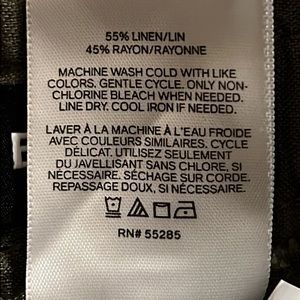 55% LINEN/LIN
45% RAYON/RAYONNE
MACHINE WASH COLD WITH LIKE
COLORS. GENTLE CYCLE. ONLY NON-
CHLORINE BLEACH WHEN NEEDED.
LINE DRY. COOL IRON IF NEEDED.
LAVER À LA MACHINE À L'EAU FROIDE
AVEC COULEURS SIMILAIRES. CYCLE
DÉLICAT. UTILISEZ SEULEMENT
DU JAVELLISANT SANS CHLORE, SI
NÉCESSAIRE. SÉCHAGE SUR CORDE.
REPASSAGE DOUX, SI NÉCESSAIRE.
RN# 55285